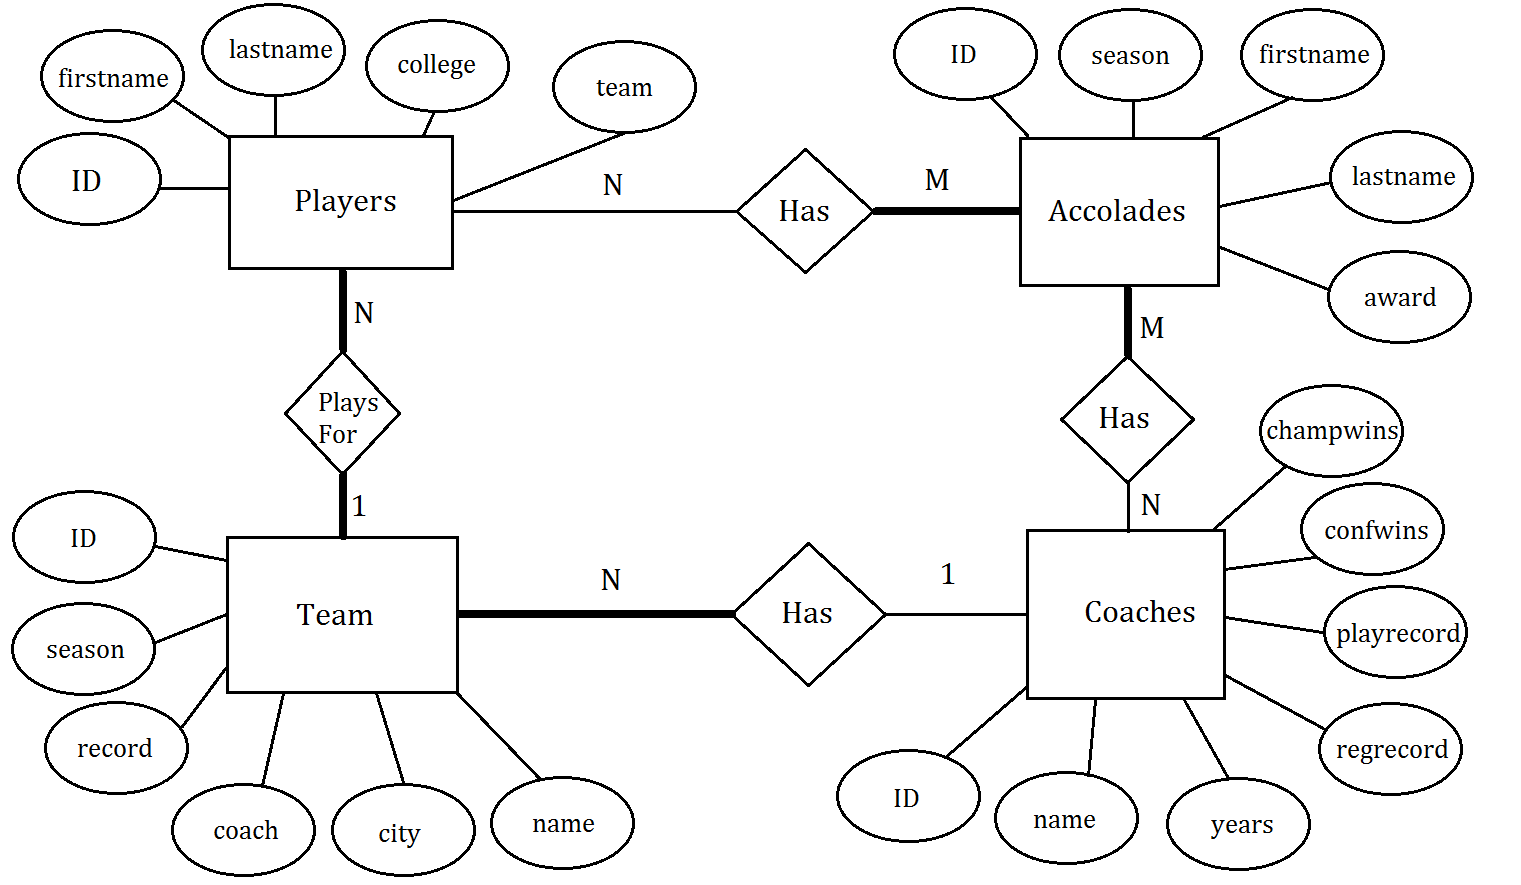 firstname
lastname
college
team
ID
Players
N
Has
M
ID
season
firstname
lastname
award
Accolades
N
Plays
For
1
M
Has
N
ID
season
record
coach
city
name
Team
N
Has
1
Coaches
champwins
confwins
playrecord
regrecord
ID
name
years